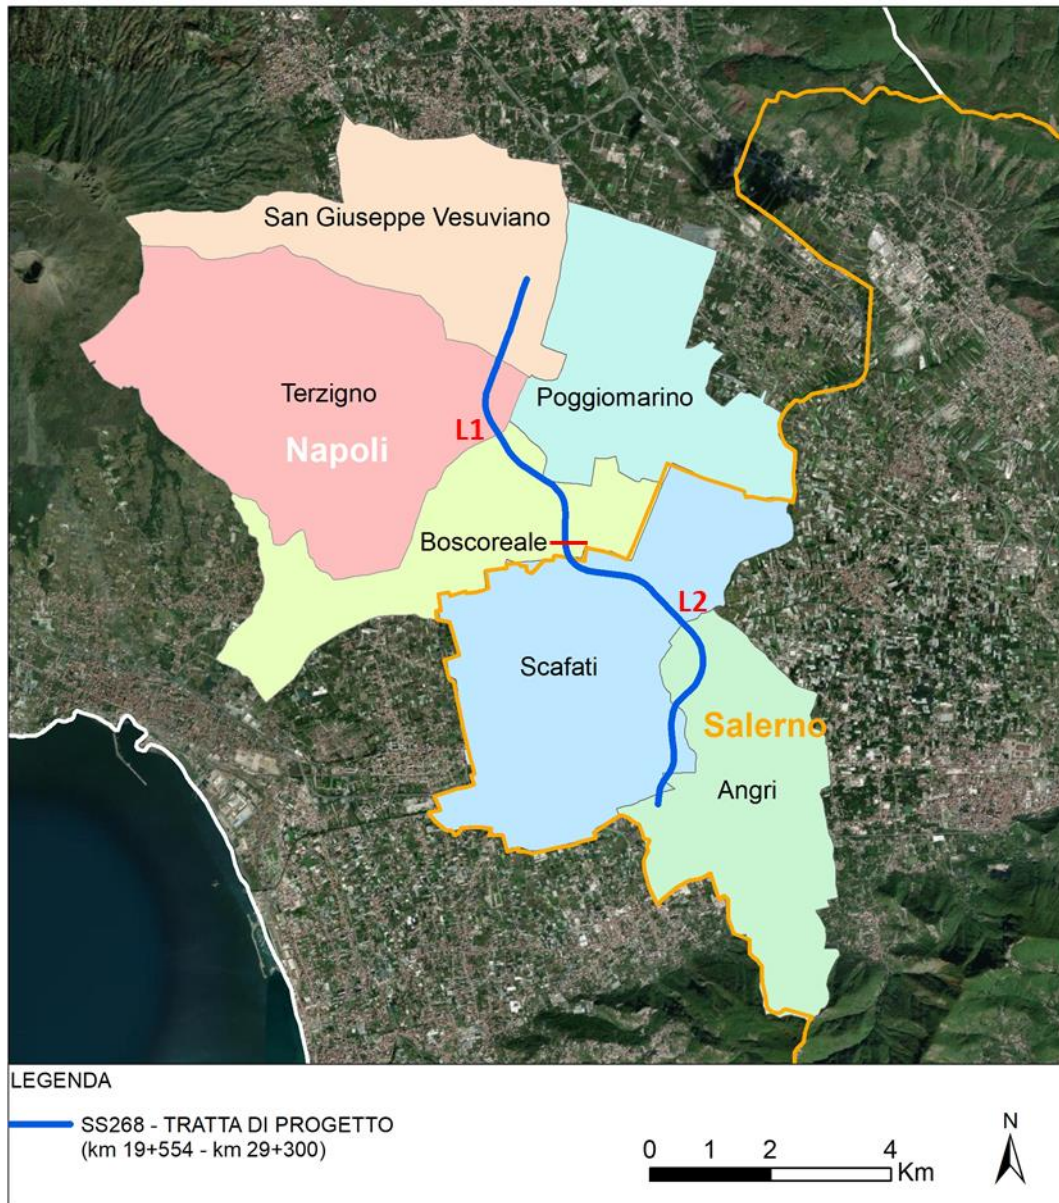 San Giuseppe Vesuviano
Terzigno
Poggiomarino
L1
Napoli
Boscoreale
L2
Scafati
Salerno
Angri
LEGENDA
SS268 - TRATTA DI PROGETTO
(km 19+554 - km 29+300)
N
0 1 2 4
Km